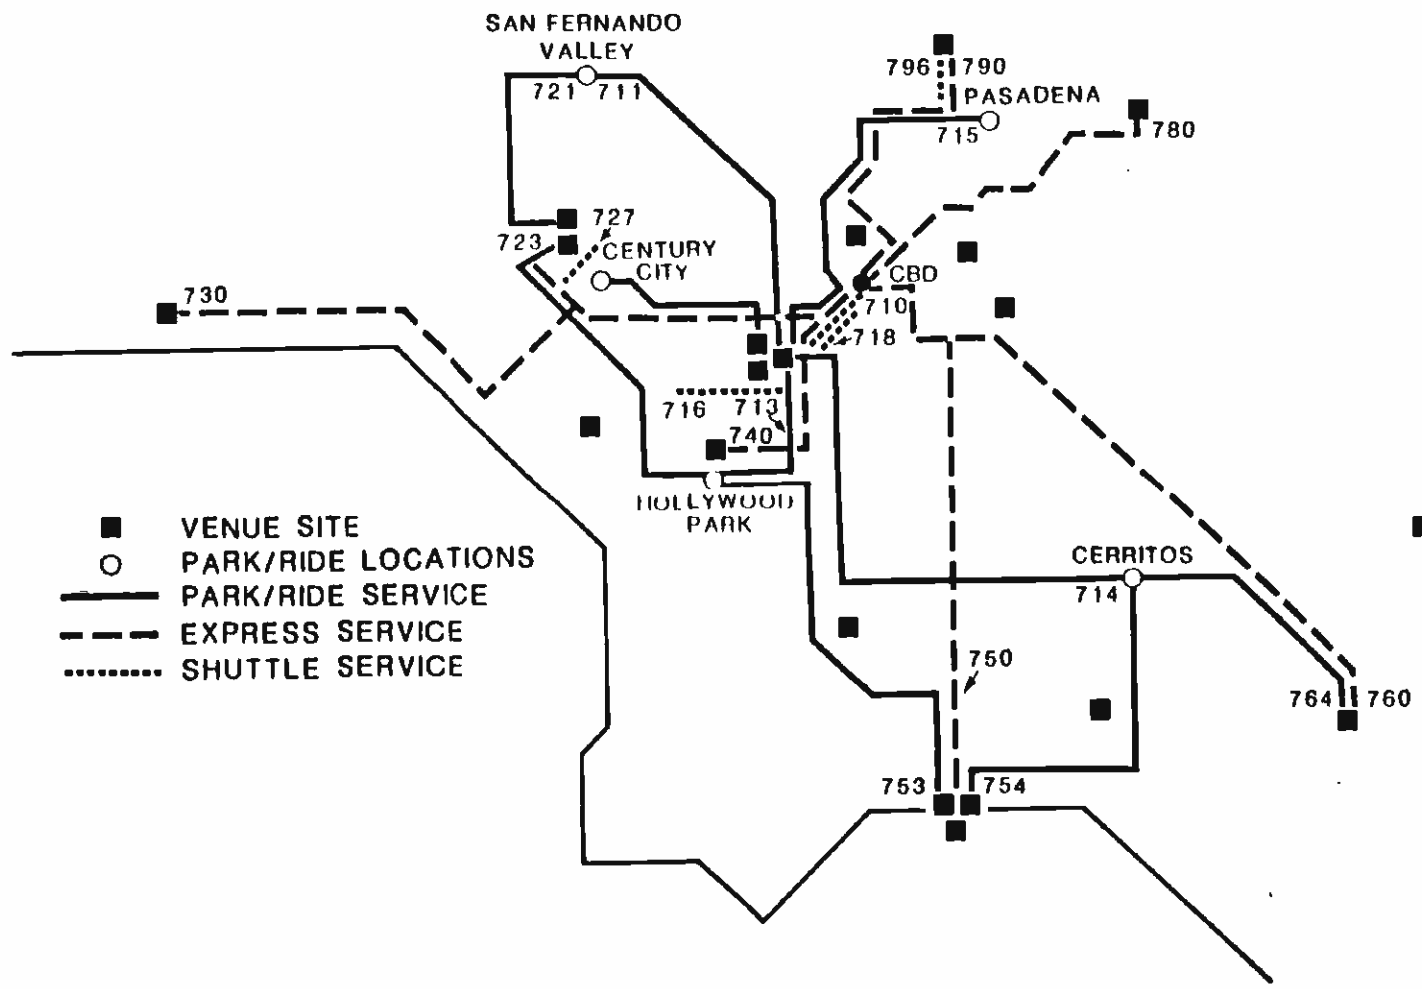 SAN FERNANDO
VALLEY
721 711
796 790
PASADENA
715
780
727
723
CENTURY
CITY
CBD
710
730
718
716 713
740
HOLLYWOOD
PARK
VENUE SITE
PARK/RIDE LOCATIONS
PARK/RIDE SERVICE
EXPRESS SERVICE
SHUTTLE SERVICE
CERRITOS
714
750
764 760
753 754